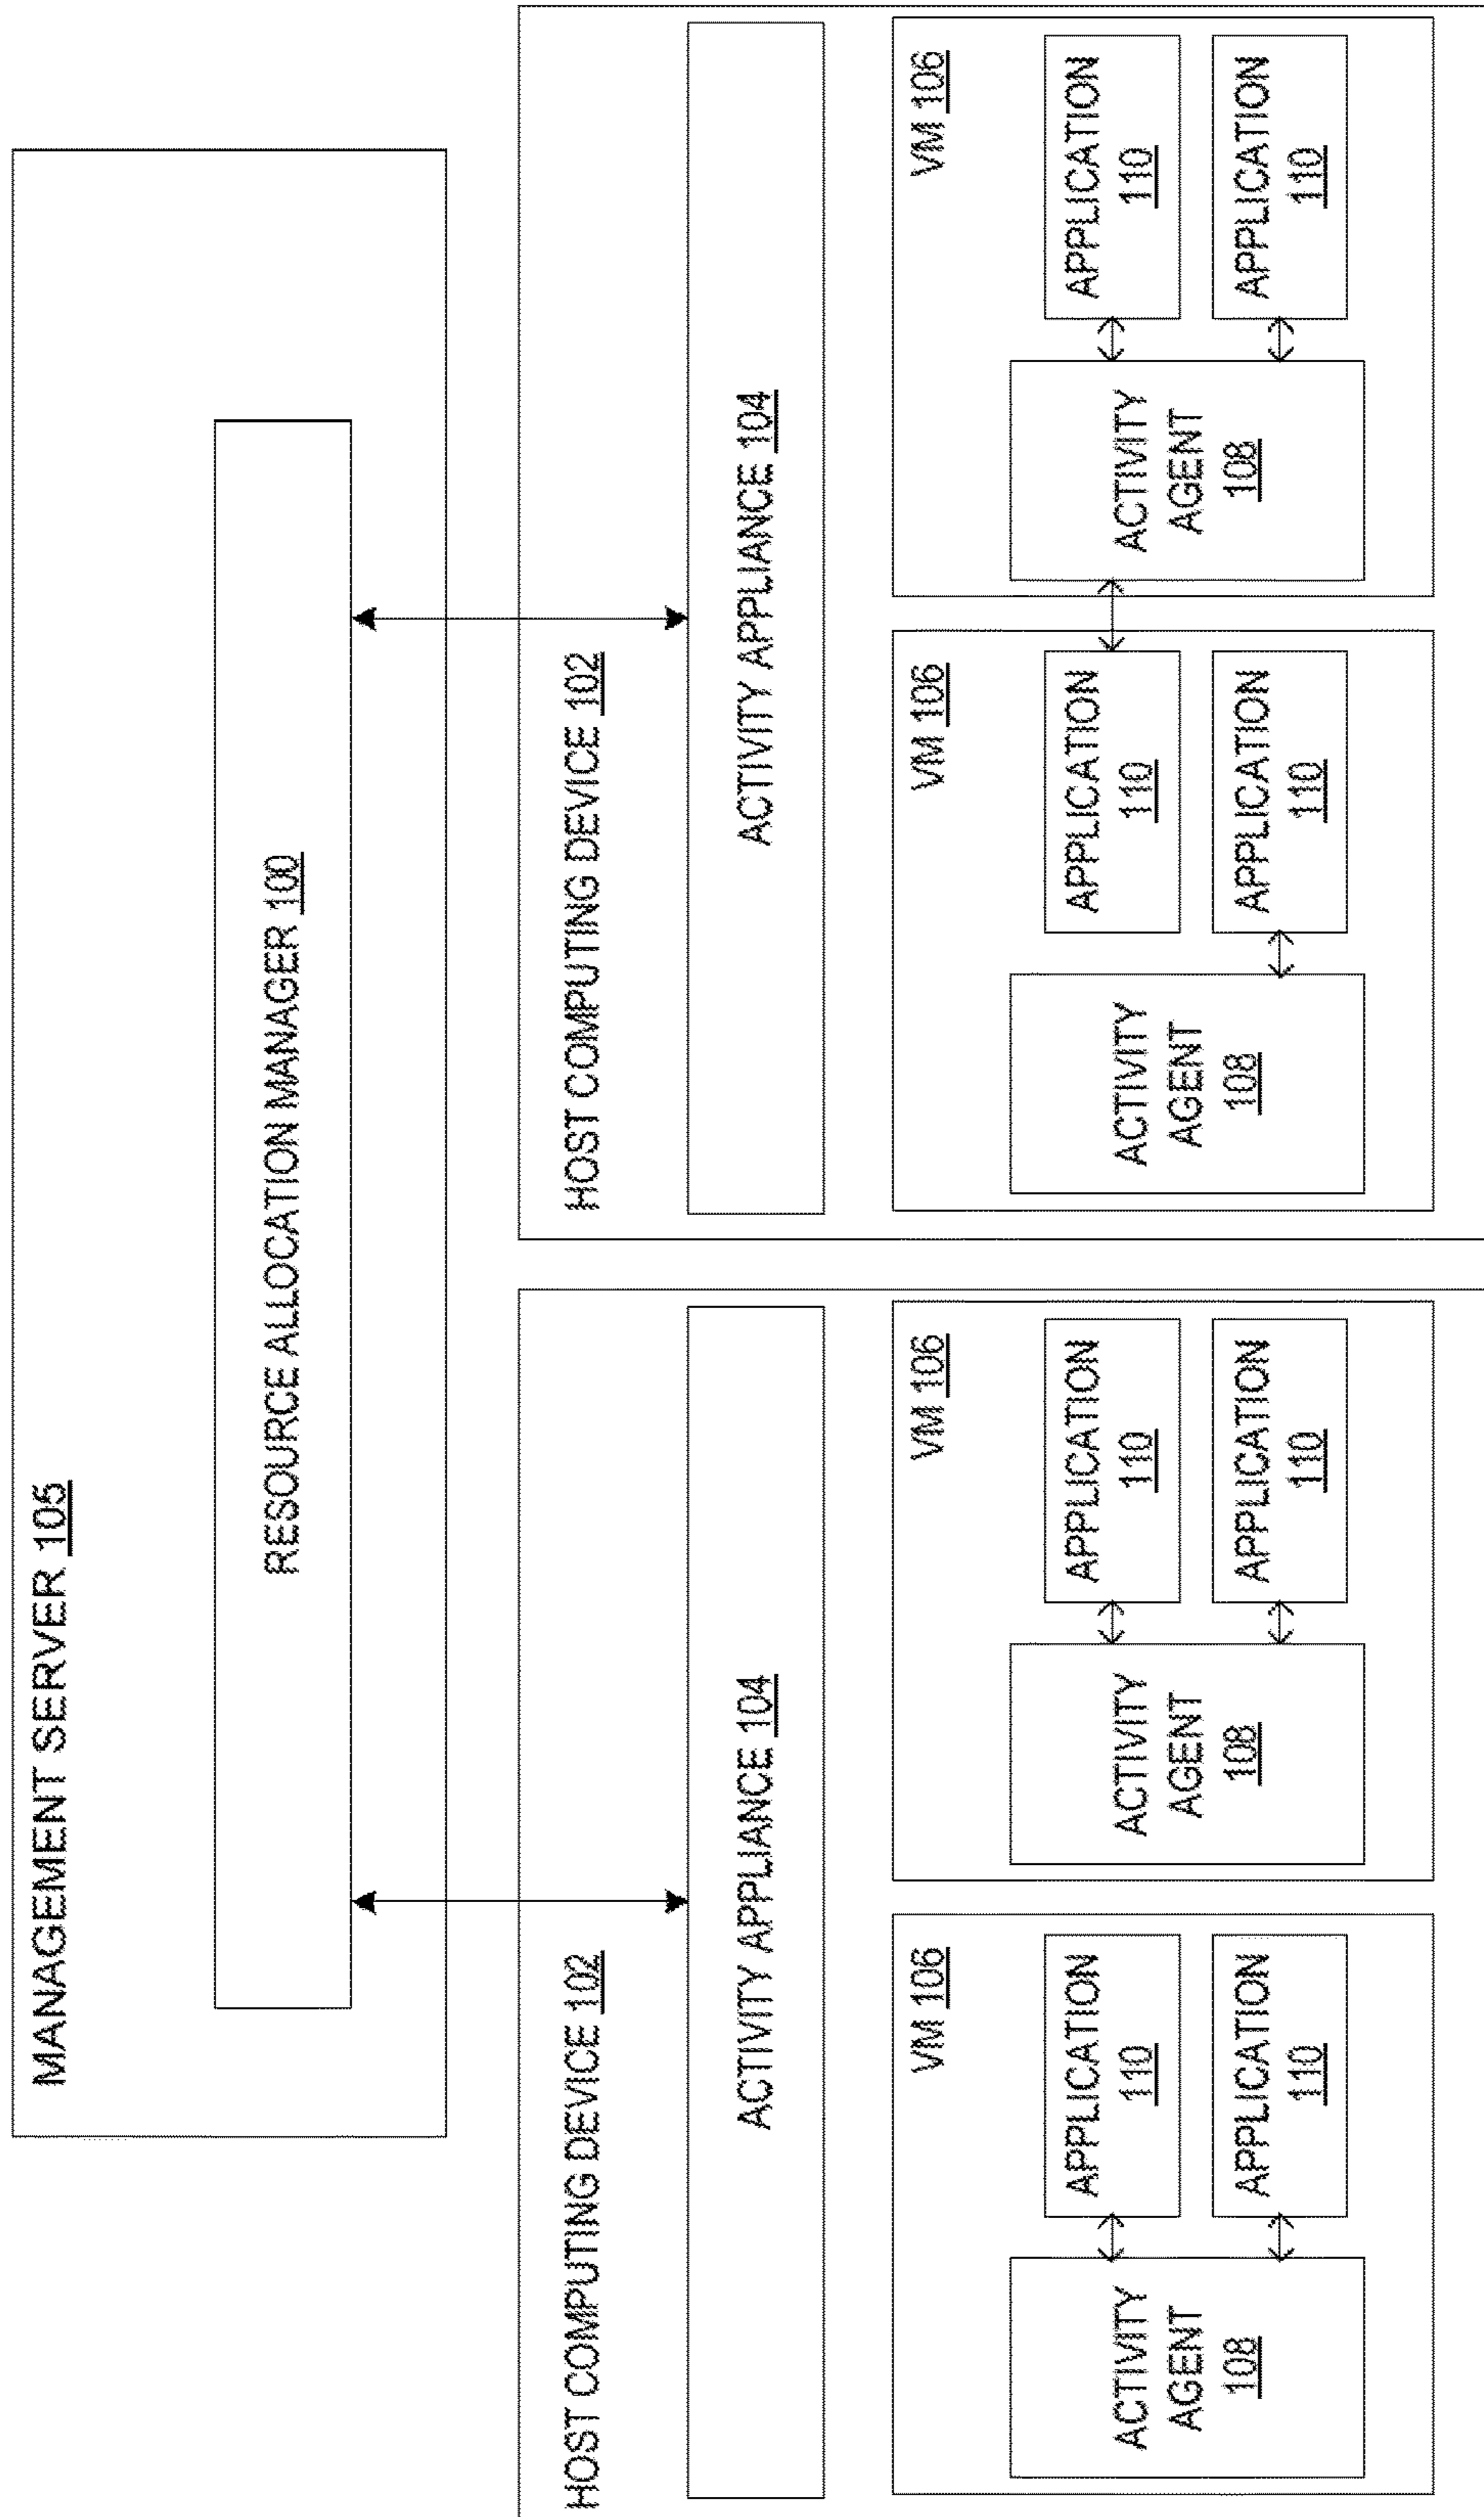 MANAGEMENT SERVER 105
RESOURCE ALLOCATION MANAGER 100
HOST COMPUTING DEVICE 102
ACTIVITY APPLIANCE 104
VM 106
ACTIVITY
AGENT
108
APPLICATION
110
APPLICATION
110
VM 106
ACTIVITY
AGENT
108
APPLICATION
110
APPLICATION
110
HOST COMPUTING DEVICE 102
ACTIVITY APPLIANCE 104
VM 106
ACTIVITY
AGENT
108
APPLICATION
110
APPLICATION
110
VM 106
ACTIVITY
AGENT
108
APPLICATION
110
APPLICATION
110